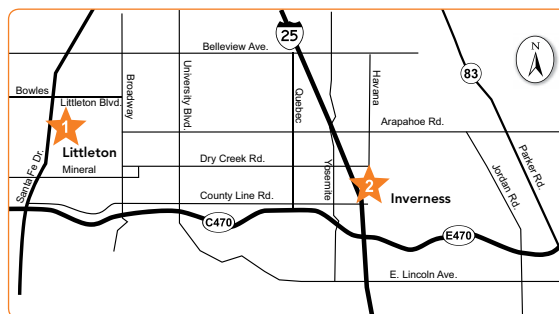 25
Belleview Ave.
N
83
Bowles
Littleton Blvd.
Broadway
University Blvd.
Quebec
Havana
1
Arapahoe Rd.
Littleton
Dry Creek Rd.
Yosemite
Parker Rd.
Mineral
Santa Fe Dr.
2
Jordan Rd.
County Line Rd.
Inverness
C470
E470
E. Lincoln Ave.